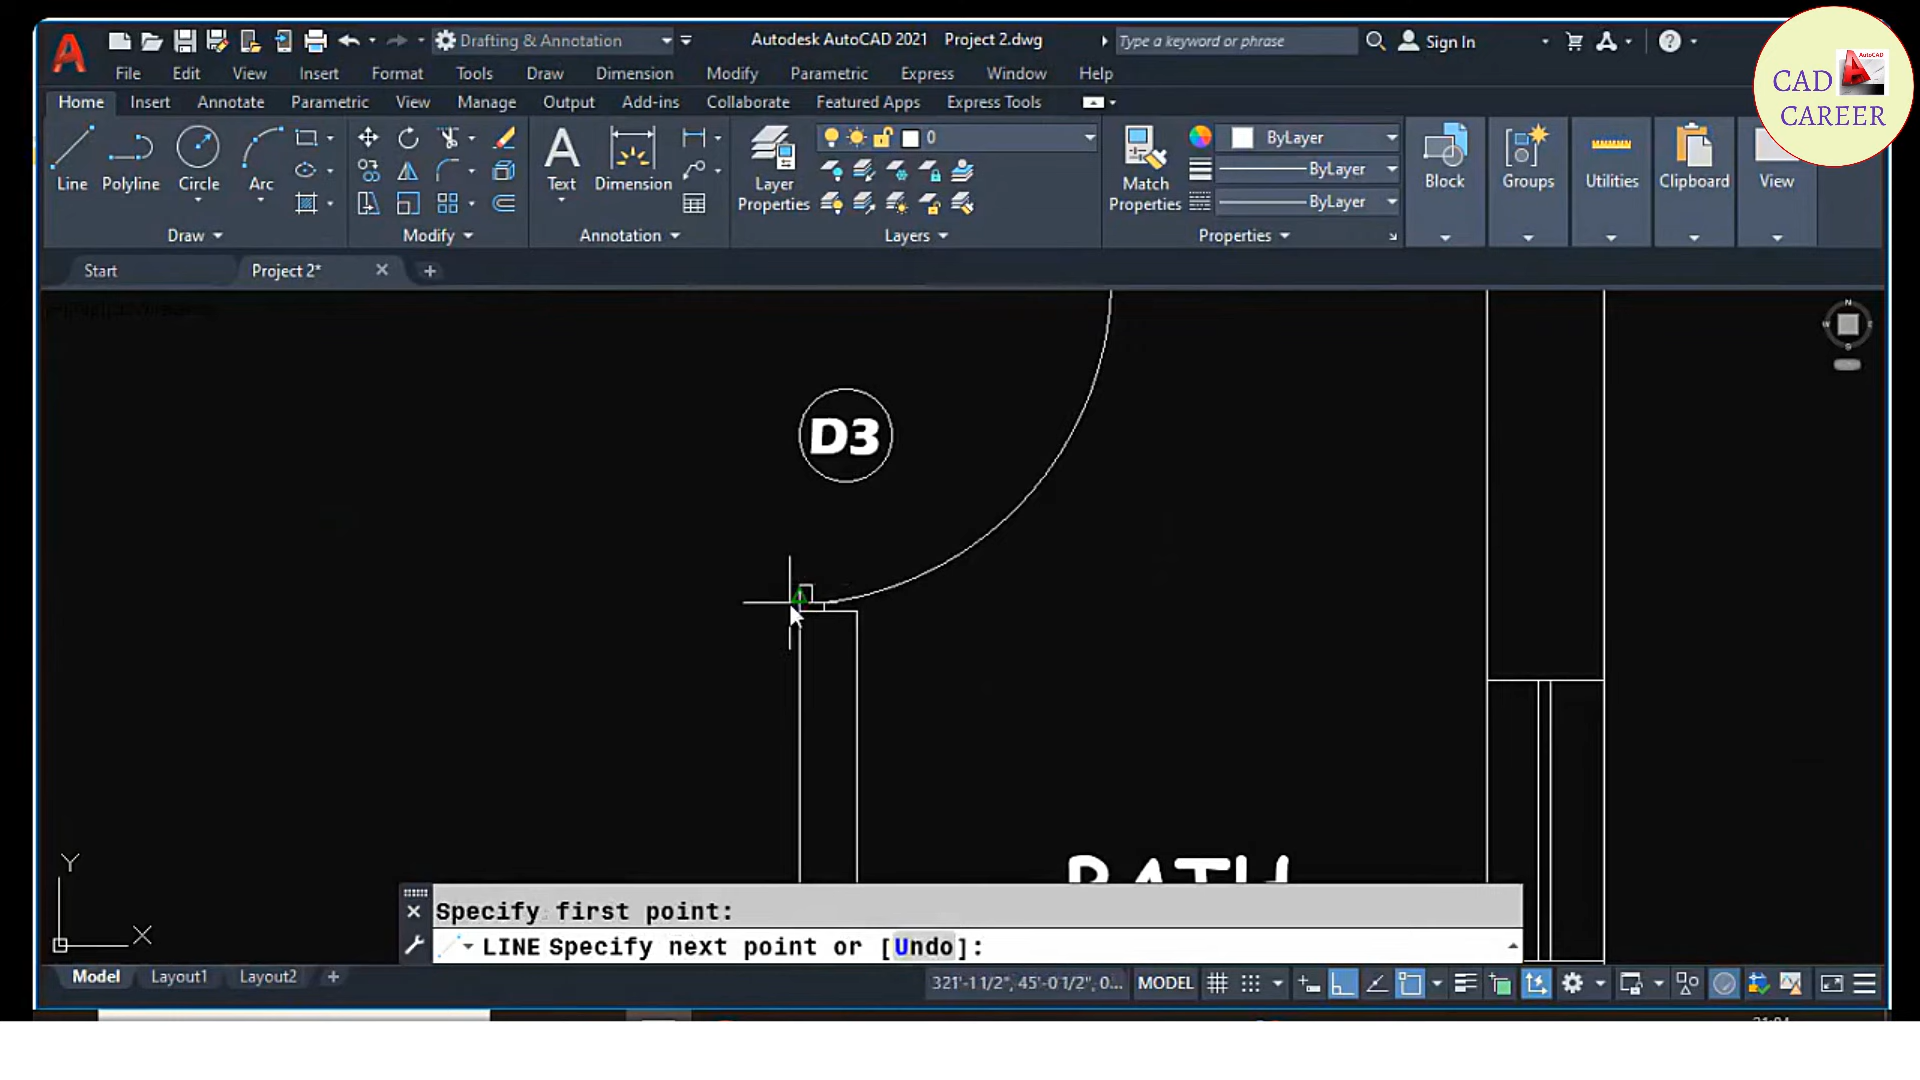 Drafting & Annotation
Autodesk AutoCAD 2021 Project 2.dwg
Type a keyword or phrase
Sign In
CAD
AutoCAD
CAREER
File Edit View Insert Format Tools Draw Dimension Modify Parametric Express Window Help
Home Insert Annotate Parametric View Manage Output Add-ins Collaborate Featured Apps Express Tools
0
ByLayer
ByLayer
ByLayer
Line Polyline Circle Arc
Text Dimension
Layer
Properties
Match
Properties
Block Groups Utilities Clipboard View
Draw Modify Annotation Layers Properties
Start Project 2*
N
W
S
D3
BATH
Y
X
Specify first point:
LINE Specify next point or [Undo]:
Model Layout1 Layout2
321'-1 1/2", 45'-0 1/2", 0... MODEL